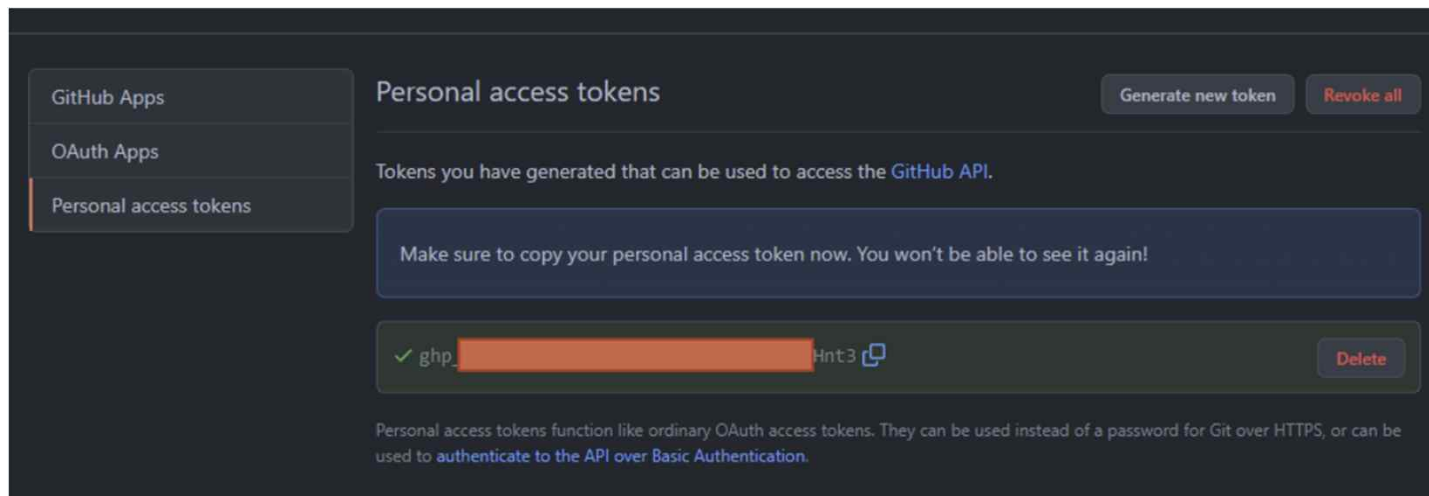 GitHub Apps
OAuth Apps
Personal access tokens
Personal access tokens
Generate new token
Revoke all
Tokens you have generated that can be used to access the GitHub API.
Make sure to copy your personal access token now. You won't be able to see it again!
ghp_
Hnt3
Delete
Personal access tokens function like ordinary OAuth access tokens. They can be used instead of a password for Git over HTTPS, or can be
used to authenticate to the API over Basic Authentication.